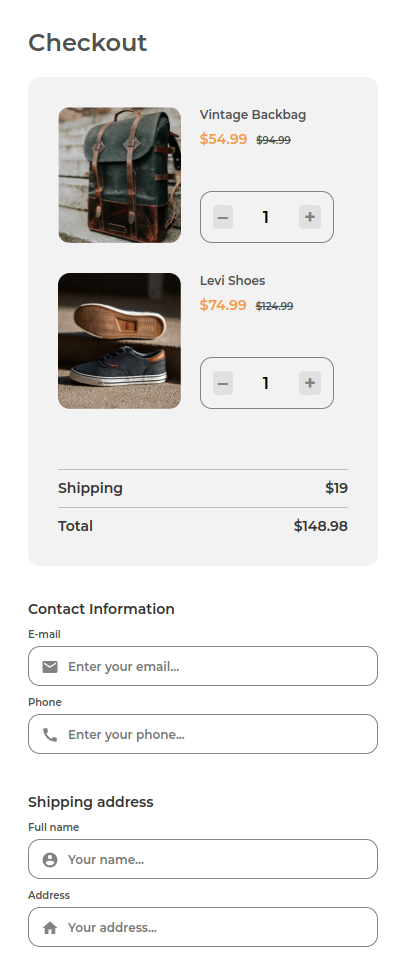 Checkout
Vintage Backbag
$54.99 $94.99
– 1 +
Levi Shoes
$74.99 $124.99
– 1 +
Shipping $19
Total $148.98
Contact Information
E-mail
Enter your email...
Phone
Enter your phone...
Shipping address
Full name
Your name...
Address
Your address...